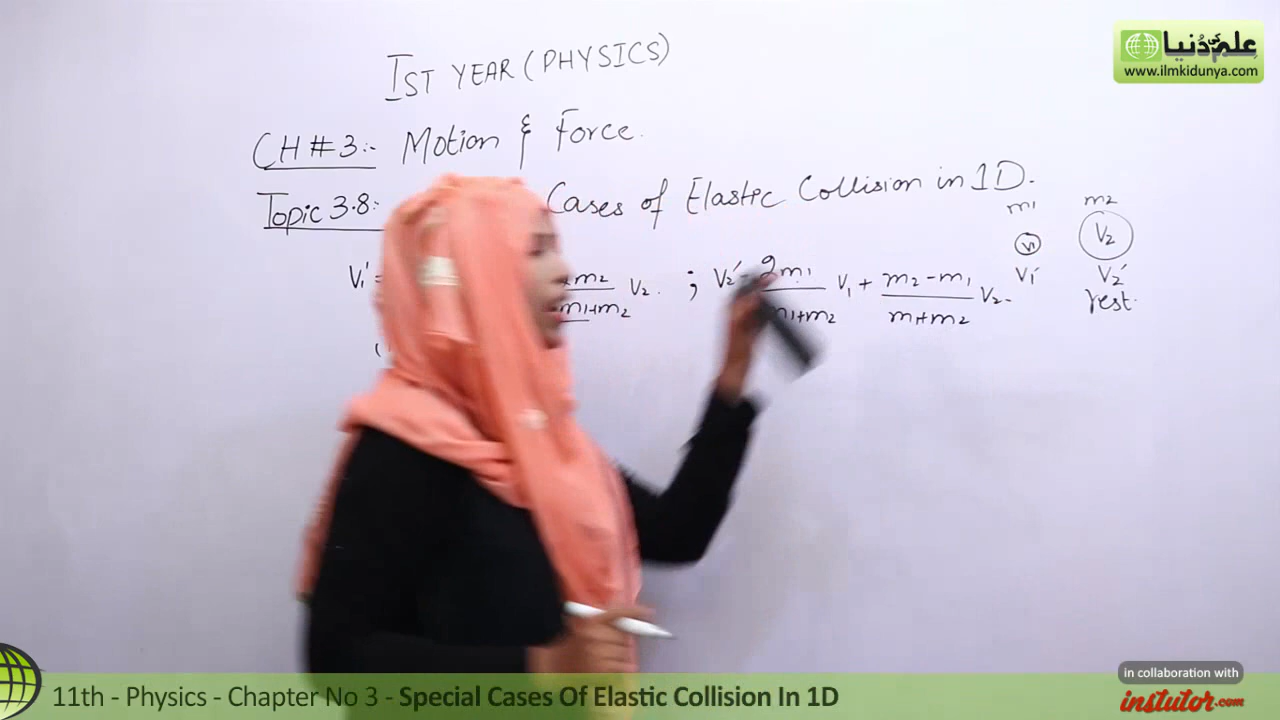 علم کی دُنیا
www.ilmkidunya.com
IST YEAR (PHYSICS)
CH # 3:- Motion & Force.
Topic 3.8: Cases of Elastic Collision in 1D.
m1 m2
V1 V2
V1' = m2 / m1+m2 V2. ; V2' = 2m1 / m1+m2 V1 + m2-m1 / m1+m2 V2.
V1' V2'
rest.
in collaboration with
instutor.com
11th - Physics - Chapter No 3 - Special Cases Of Elastic Collision In 1D